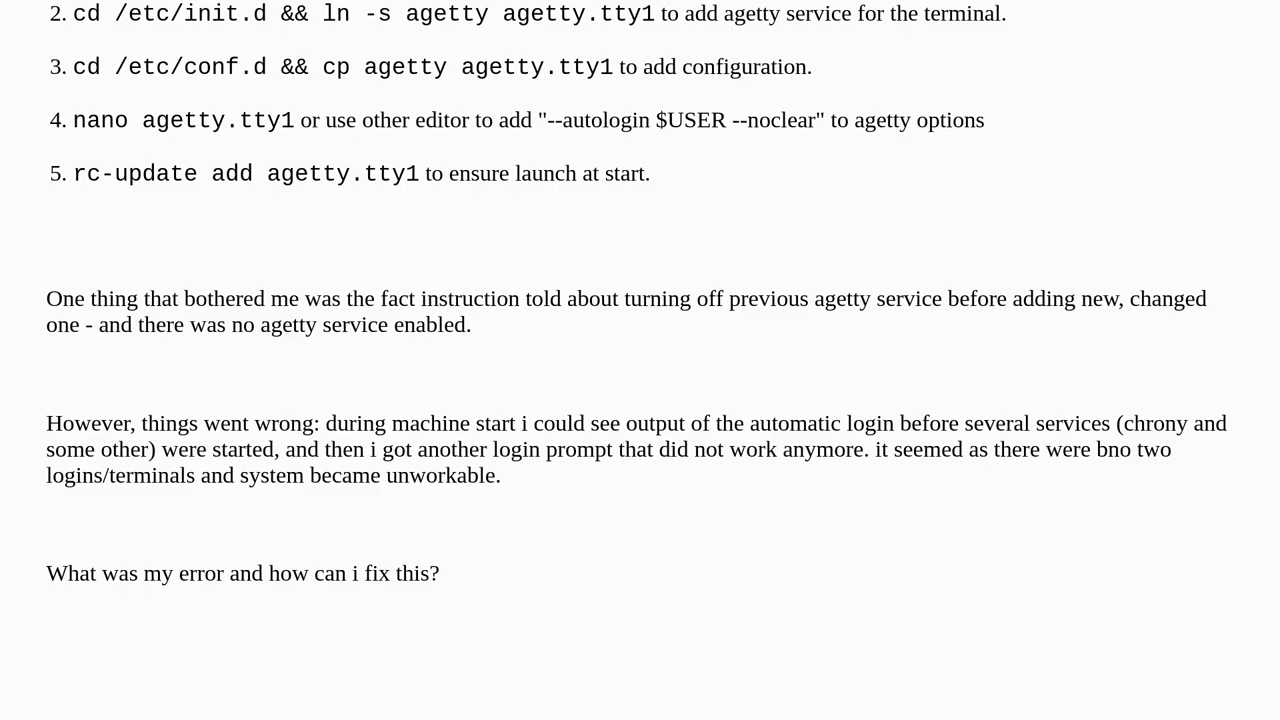 2. cd /etc/init.d && ln -s agetty agetty.tty1 to add agetty service for the terminal.
3. cd /etc/conf.d && cp agetty agetty.tty1 to add configuration.
4. nano agetty.tty1 or use other editor to add "--autologin $USER --noclear" to agetty options
5. rc-update add agetty.tty1 to ensure launch at start.
One thing that bothered me was the fact instruction told about turning off previous agetty service before adding new, changed
one - and there was no agetty service enabled.
However, things went wrong: during machine start i could see output of the automatic login before several services (chrony and
some other) were started, and then i got another login prompt that did not work anymore. it seemed as there were bno two
logins/terminals and system became unworkable.
What was my error and how can i fix this?